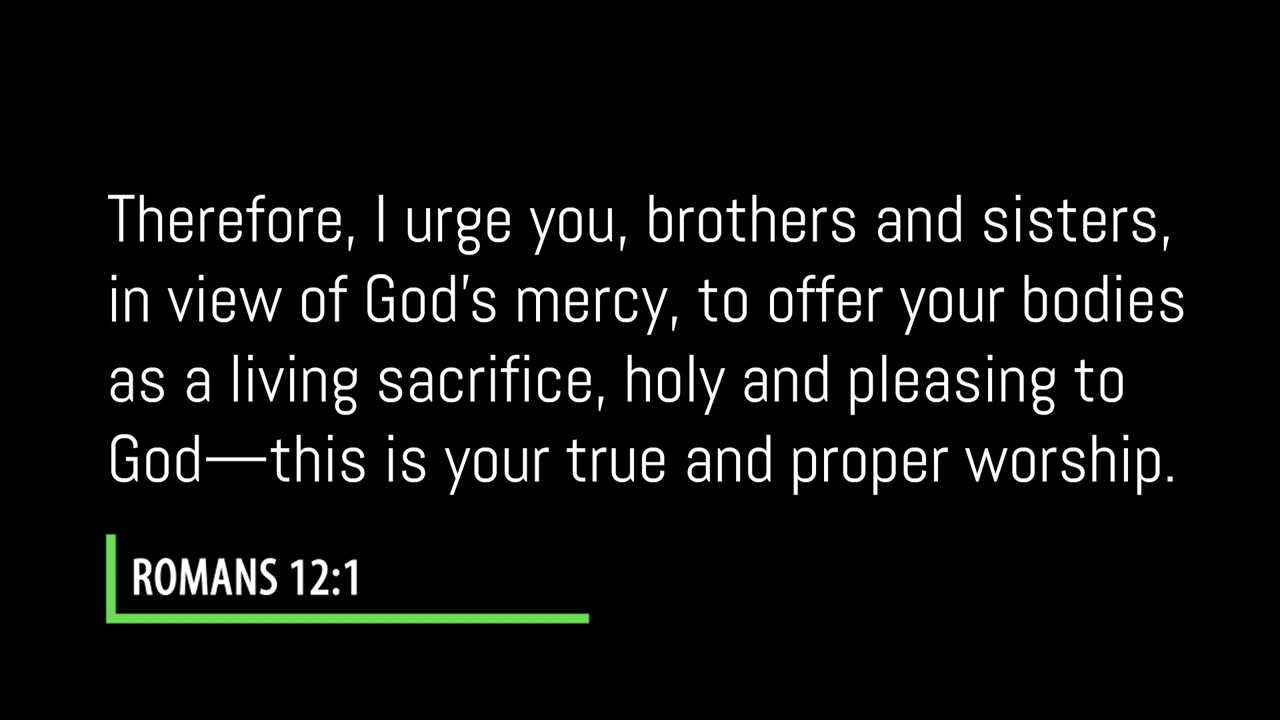 Therefore, I urge you, brothers and sisters,
in view of God’s mercy, to offer your bodies
as a living sacrifice, holy and pleasing to
God—this is your true and proper worship.
ROMANS 12:1